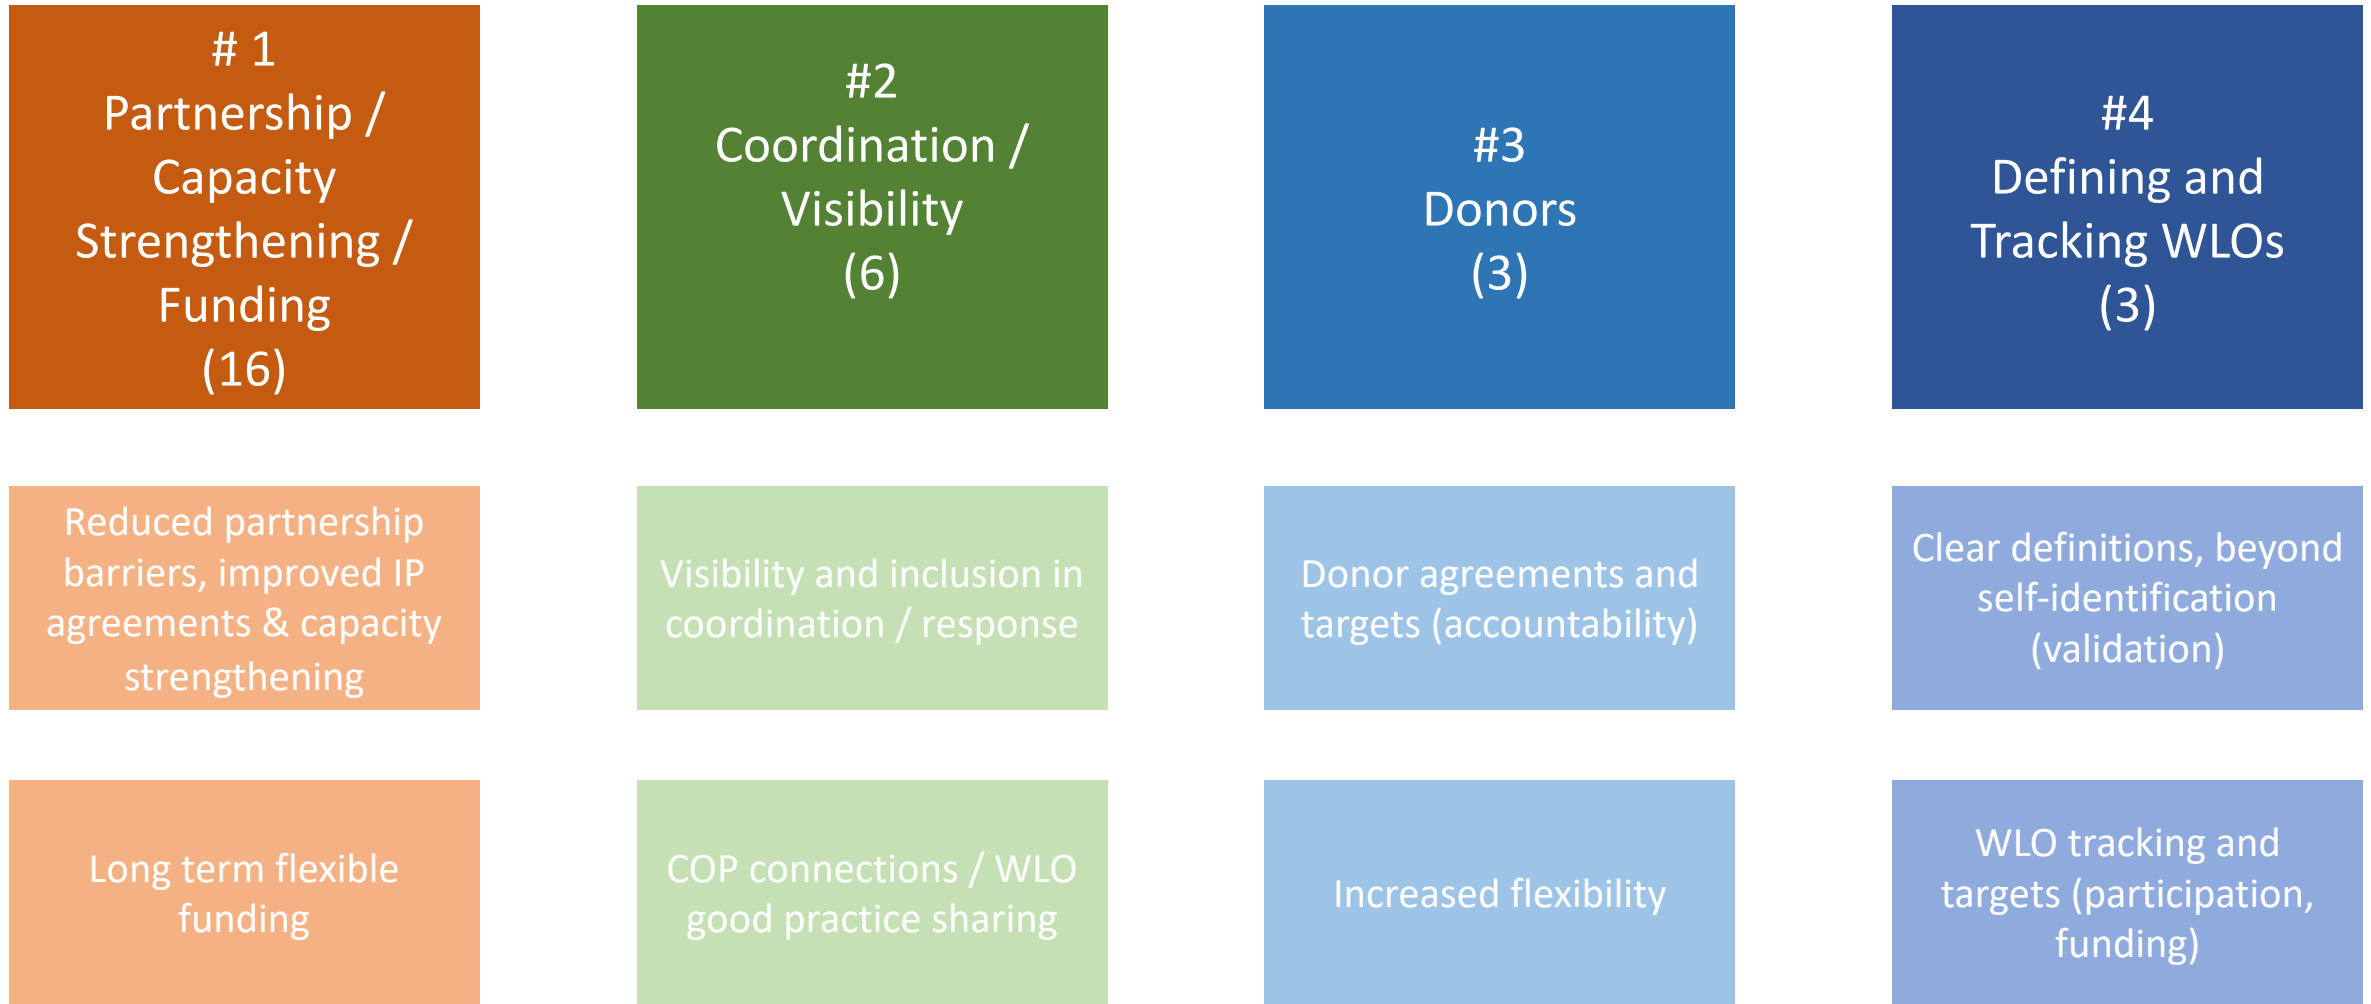 # 1
Partnership /
Capacity
Strengthening /
Funding
(16)
#2
Coordination /
Visibility
(6)
#3
Donors
(3)
#4
Defining and
Tracking WLOs
(3)
Reduced partnership
barriers, improved IP
agreements & capacity
strengthening
Visibility and inclusion in
coordination / response
Donor agreements and
targets (accountability)
Clear definitions, beyond
self-identification
(validation)
Long term flexible
funding
COP connections / WLO
good practice sharing
Increased flexibility
WLO tracking and
targets (participation,
funding)